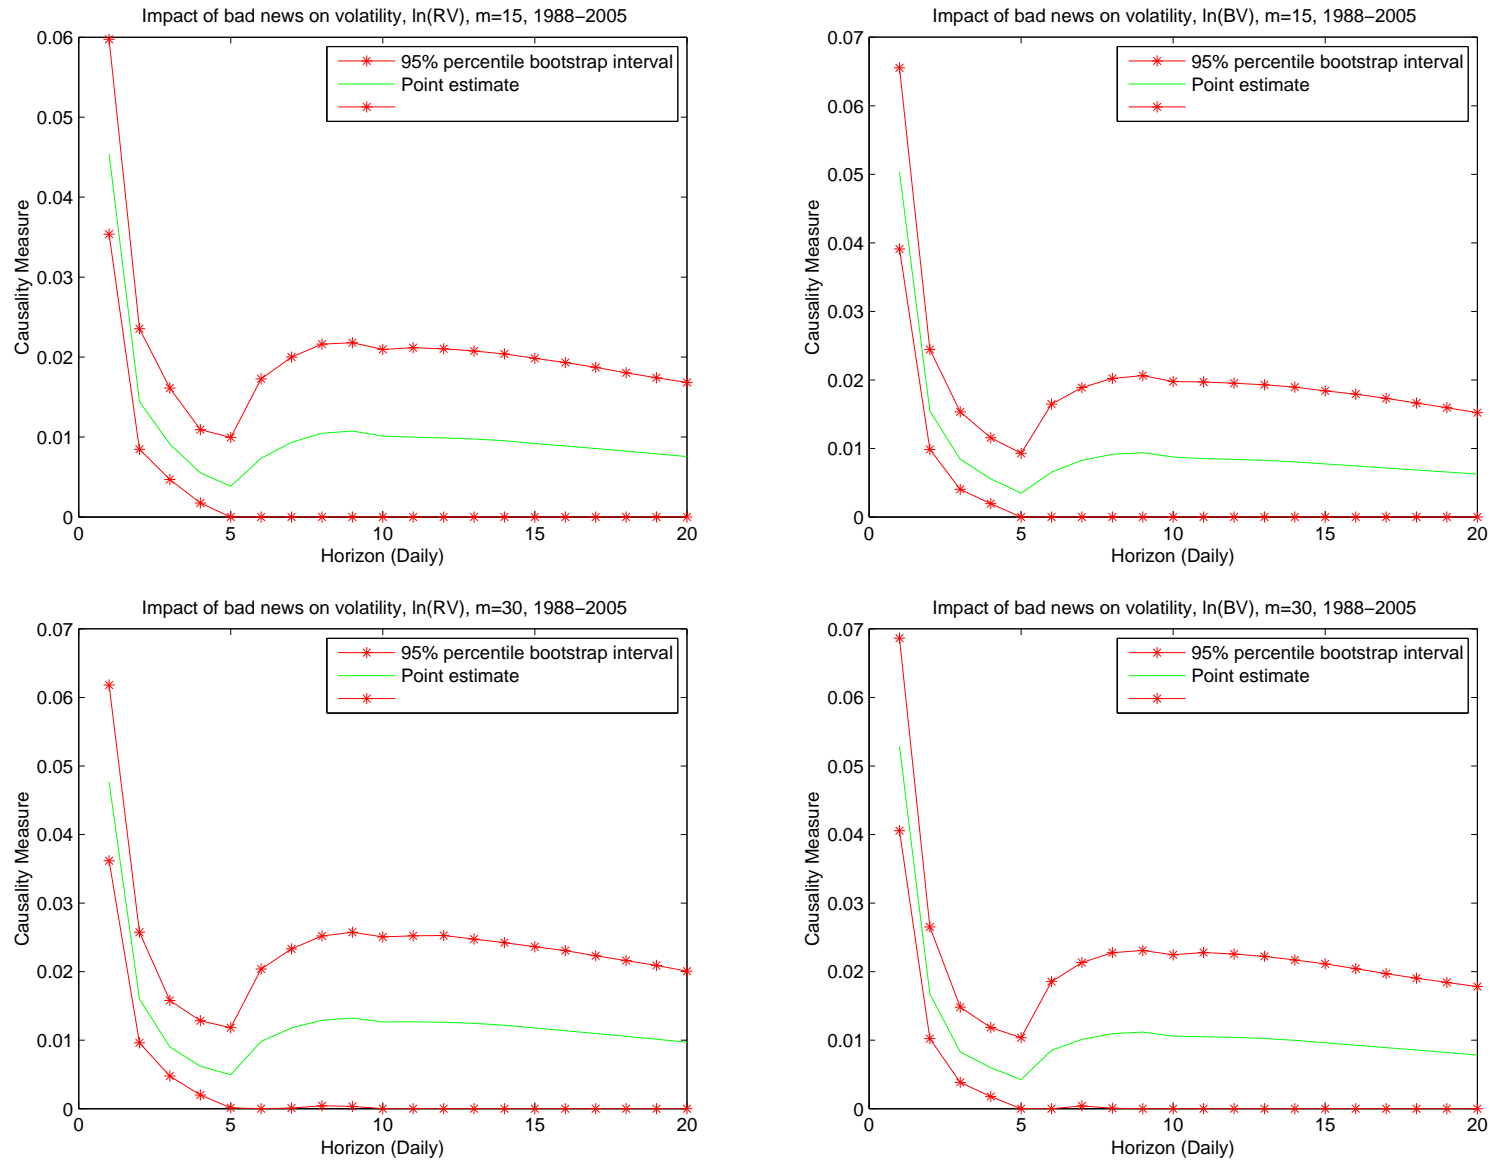 Impact of bad news on volatility, ln(RV), m=15, 1988−2005
0.06
0.05
0.04
0.03
0.02
0.01
0
Causality Measure
95% percentile bootstrap interval
Point estimate
0 5 10 15 20
Horizon (Daily)
Impact of bad news on volatility, ln(BV), m=15, 1988−2005
0.07
0.06
0.05
0.04
0.03
0.02
0.01
0
Causality Measure
95% percentile bootstrap interval
Point estimate
0 5 10 15 20
Horizon (Daily)
Impact of bad news on volatility, ln(RV), m=30, 1988−2005
0.07
0.06
0.05
0.04
0.03
0.02
0.01
0
Causality Measure
95% percentile bootstrap interval
Point estimate
0 5 10 15 20
Horizon (Daily)
Impact of bad news on volatility, ln(BV), m=30, 1988−2005
0.07
0.06
0.05
0.04
0.03
0.02
0.01
0
Causality Measure
95% percentile bootstrap interval
Point estimate
0 5 10 15 20
Horizon (Daily)